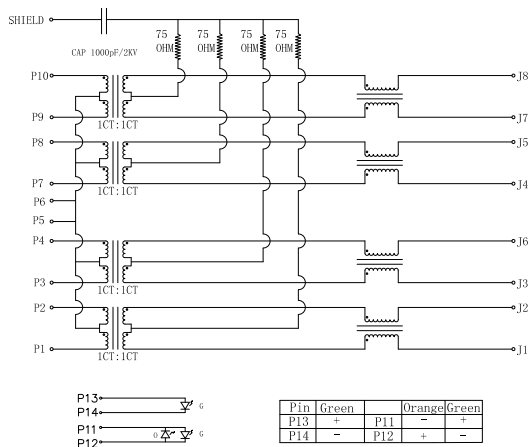 SHIELD
75 OHM 75 OHM 75 OHM 75 OHM
CAP 1000pF/2KV
P10 J8
P9 J7
1CT:1CT
P8 J5
P7 J4
1CT:1CT
P6
P5
P4 J6
P3 J3
1CT:1CT
P2 J2
P1 J1
1CT:1CT
P13 G
P14
P11 O G
P12
Pin Green Orange Green
P13 + P11 - +
P14 - P12 + -